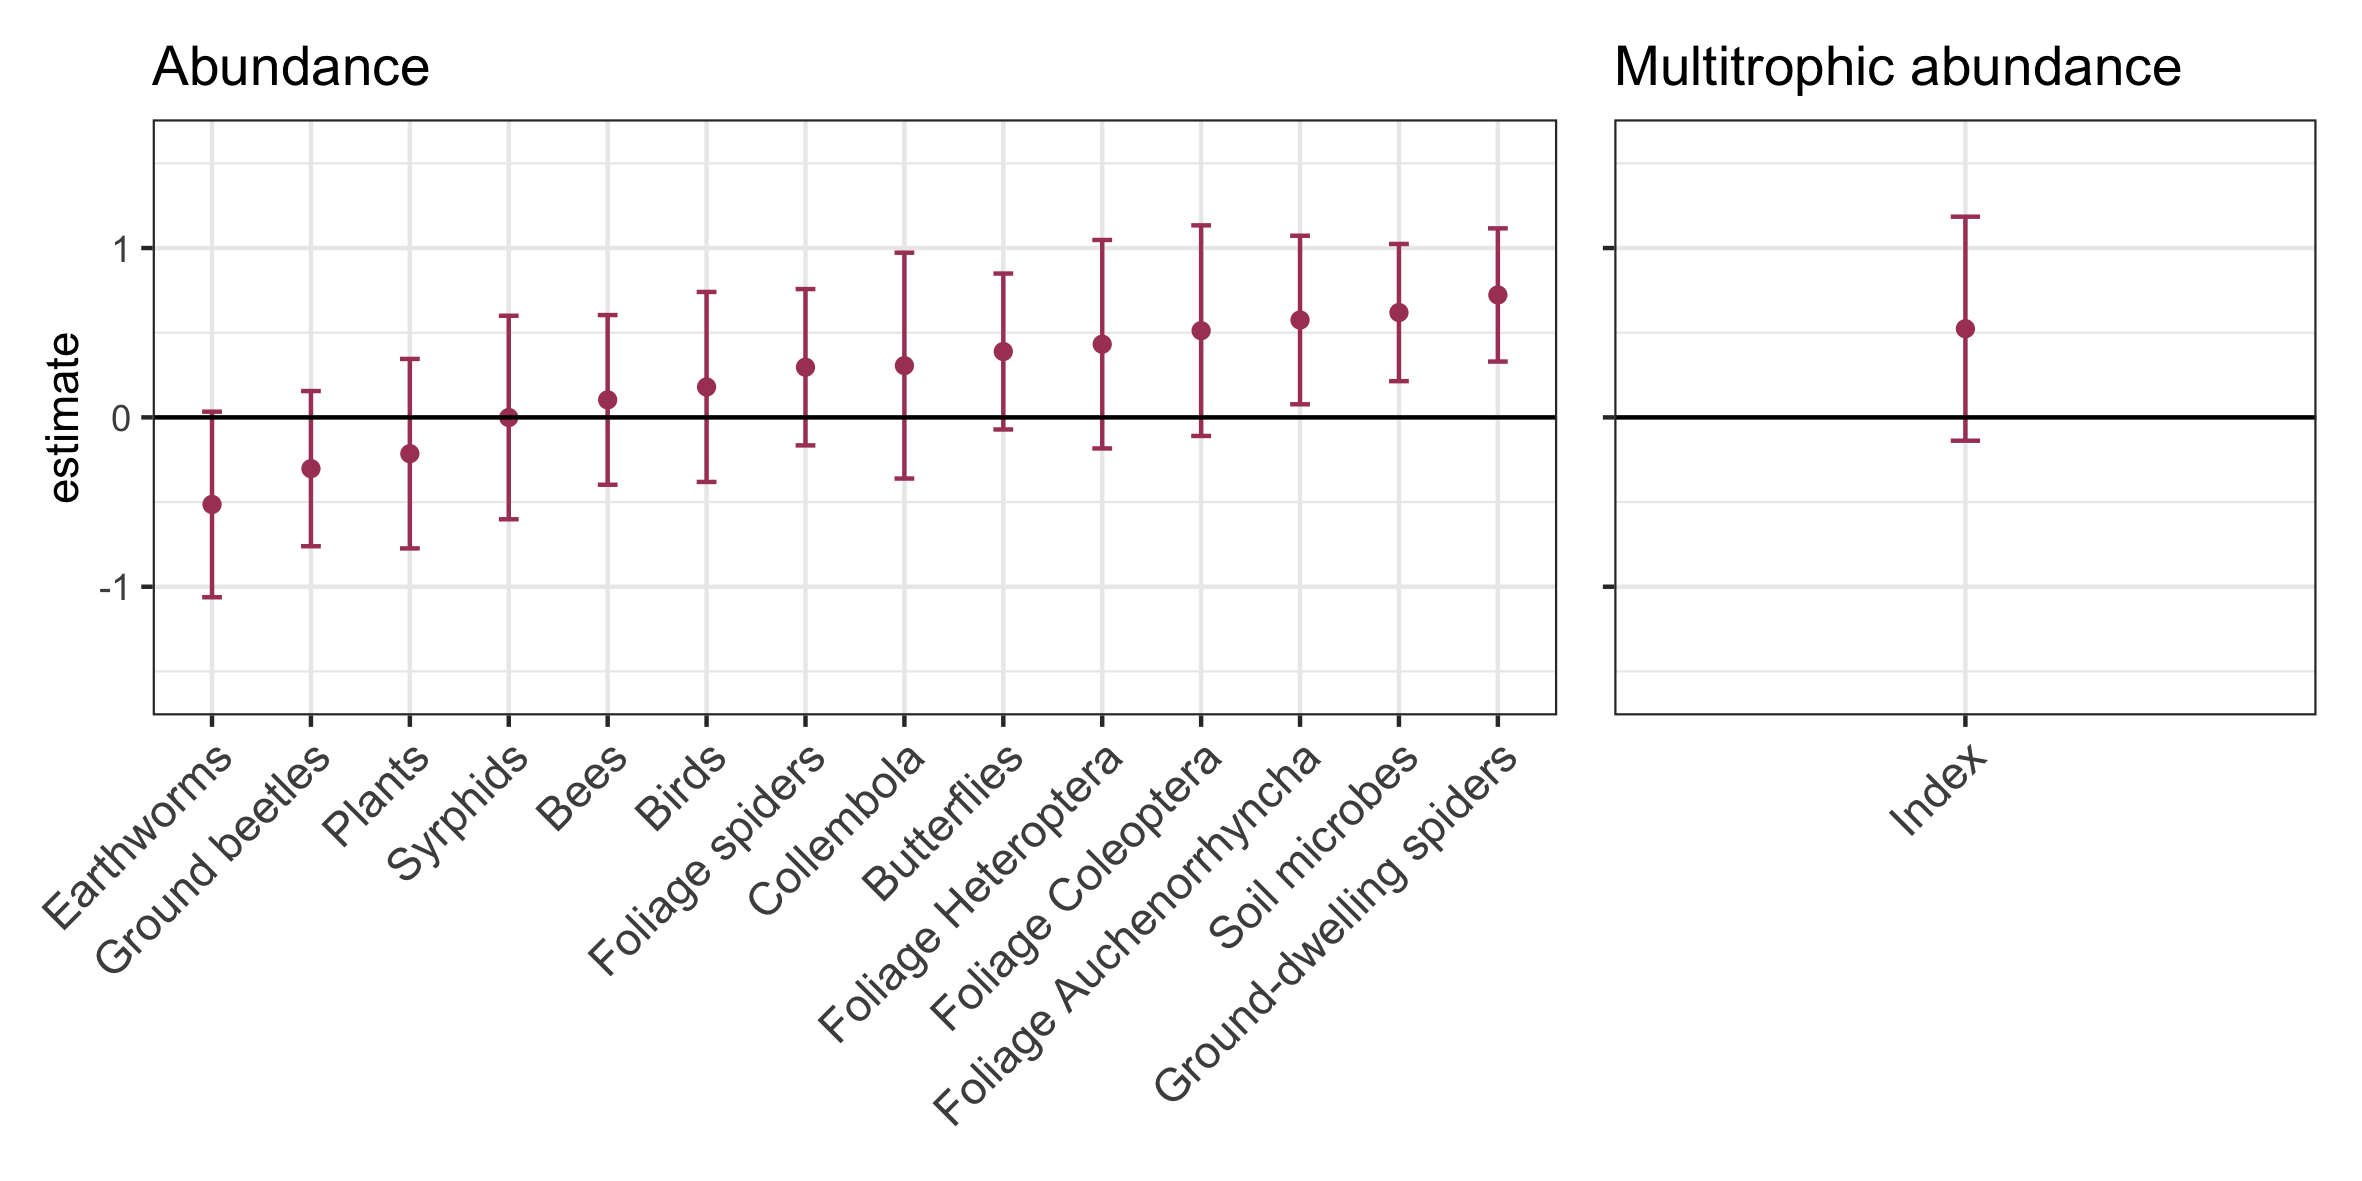 Abundance
Multitrophic abundance
estimate
1
0
-1
Earthworms
Ground beetles
Plants
Syrphids
Bees
Birds
Foliage spiders
Collembola
Butterflies
Foliage Heteroptera
Foliage Coleoptera
Foliage Auchenorrhyncha
Soil microbes
Ground-dwelling spiders
Index